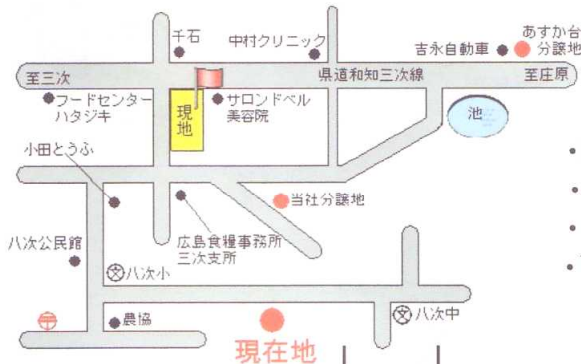 千石
中村クリニック
あすか台
分譲地
吉永自動車
至三次
県道和知三次線
至庄原
フードセンター
ハタジキ
現地
サロンドベル
美容院
池
小田とうふ
当社分譲地
広島食糧事務所
三次支所
八次公民館
文
八次小
農協
文
八次中
現在地